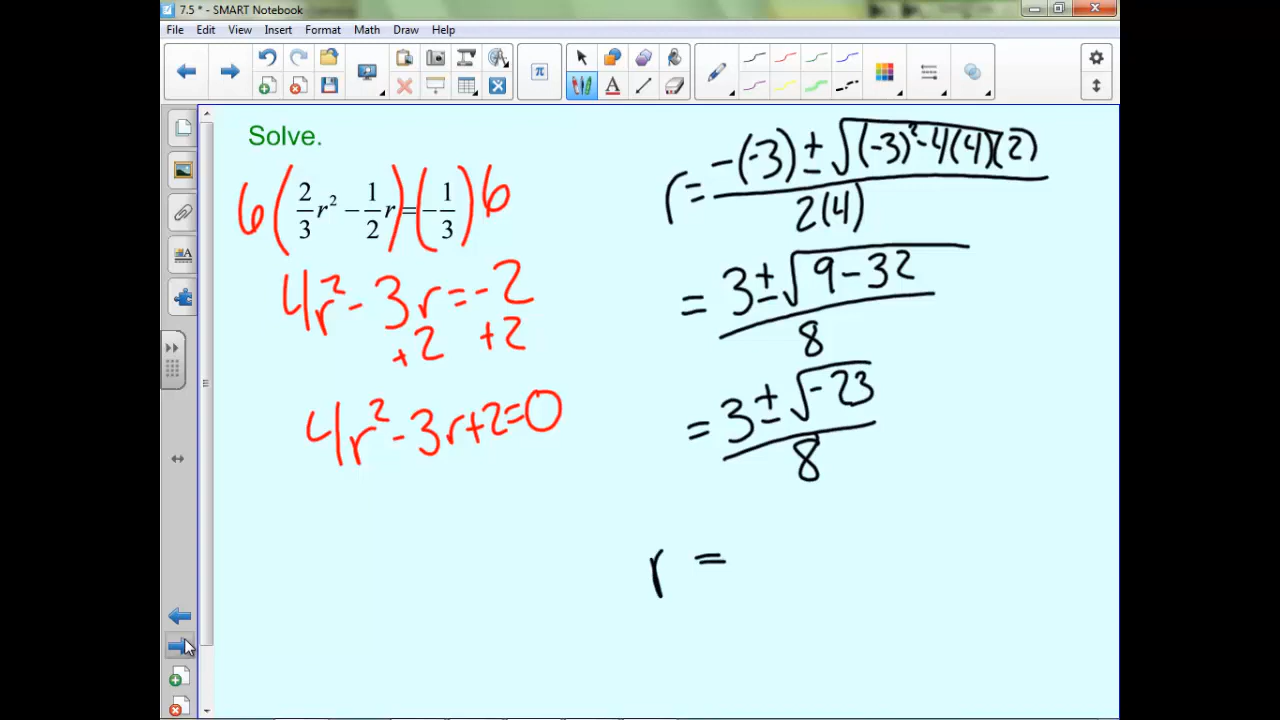 7.5 * - SMART Notebook
File Edit View Insert Format Math Draw Help
π
A
Solve.
6(2/3 r² - 1/2 r) = (-1/3)6
4r² - 3r = -2
+2 +2
4r² - 3r + 2 = 0
r = -(-3) ± √(-3)² - 4(4)(2) / 2(4)
= 3 ± √9 - 32 / 8
= 3 ± √-23 / 8
r =